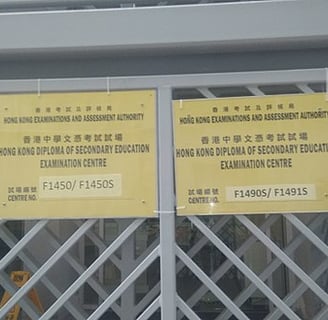 香港考試及評核局
HONG KONG EXAMINATIONS AND ASSESSMENT AUTHORITY
香港中學文憑考試試場
HONG KONG DIPLOMA OF SECONDARY EDUCATION
EXAMINATION CENTRE
試場編號
CENTRE NO.
F1450/ F1450S
香港考試及評核局
HONG KONG EXAMINATIONS AND ASSESSMENT AUTHORITY
香港中學文憑考試試場
HONG KONG DIPLOMA OF SECONDARY EDUCATION
EXAMINATION CENTRE
試場編號
CENTRE NO.
F1490S/ F1491S